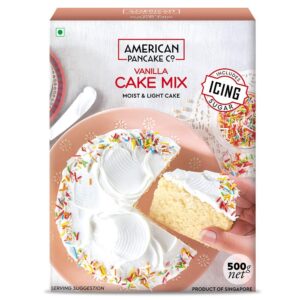 AMERICAN
PANCAKE CO
VANILLA
CAKE MIX
MOIST & LIGHT CAKE
INCLUDES
ICING
SUGAR
500g
net
SERVING SUGGESTION
PRODUCT OF SINGAPORE